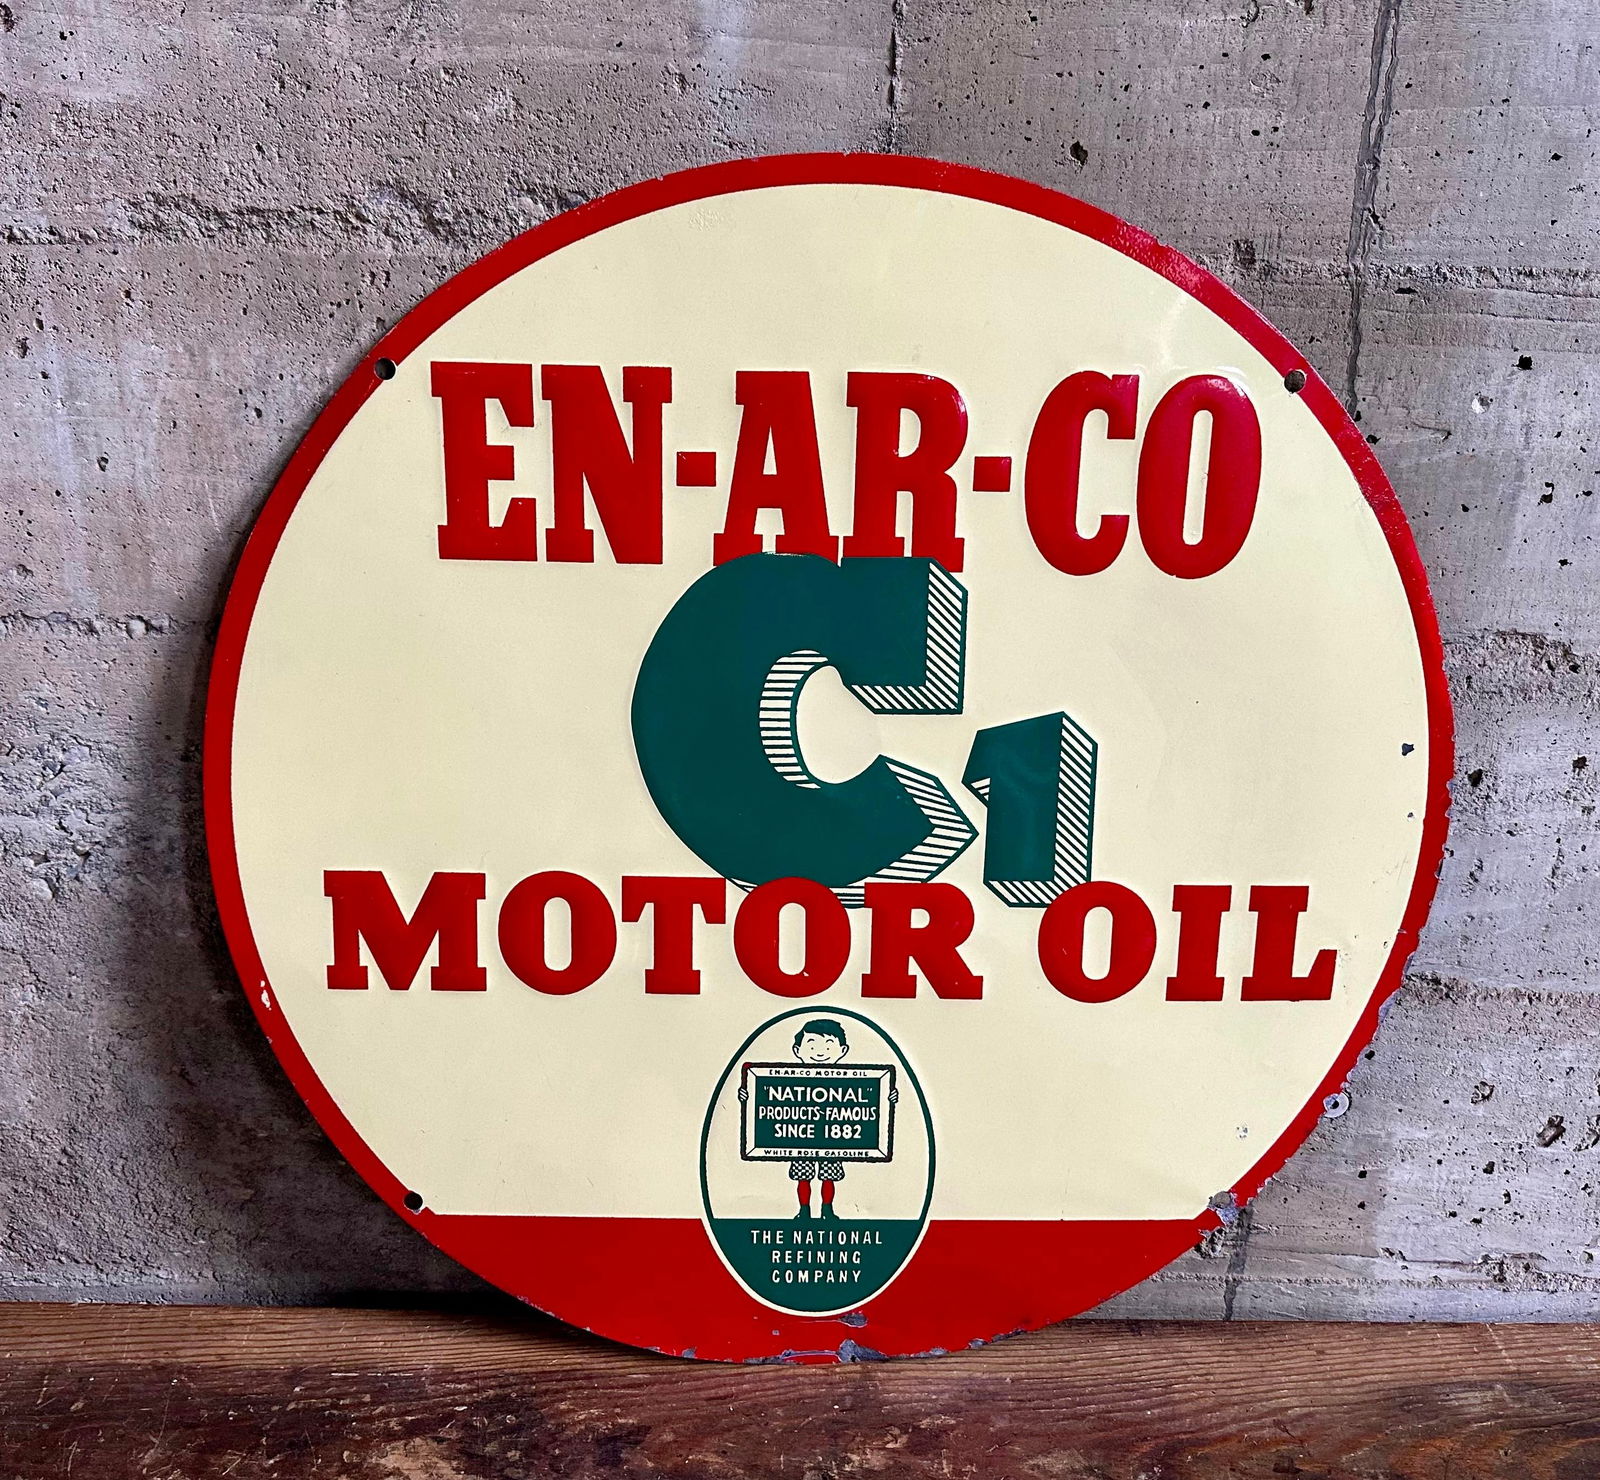 EN-AR-CO
C1
MOTOR OIL
EN-AR-CO MOTOR OIL
"NATIONAL"
PRODUCTS-FAMOUS
SINCE 1882
WHITE ROSE GASOLINE
THE NATIONAL
REFINING
COMPANY